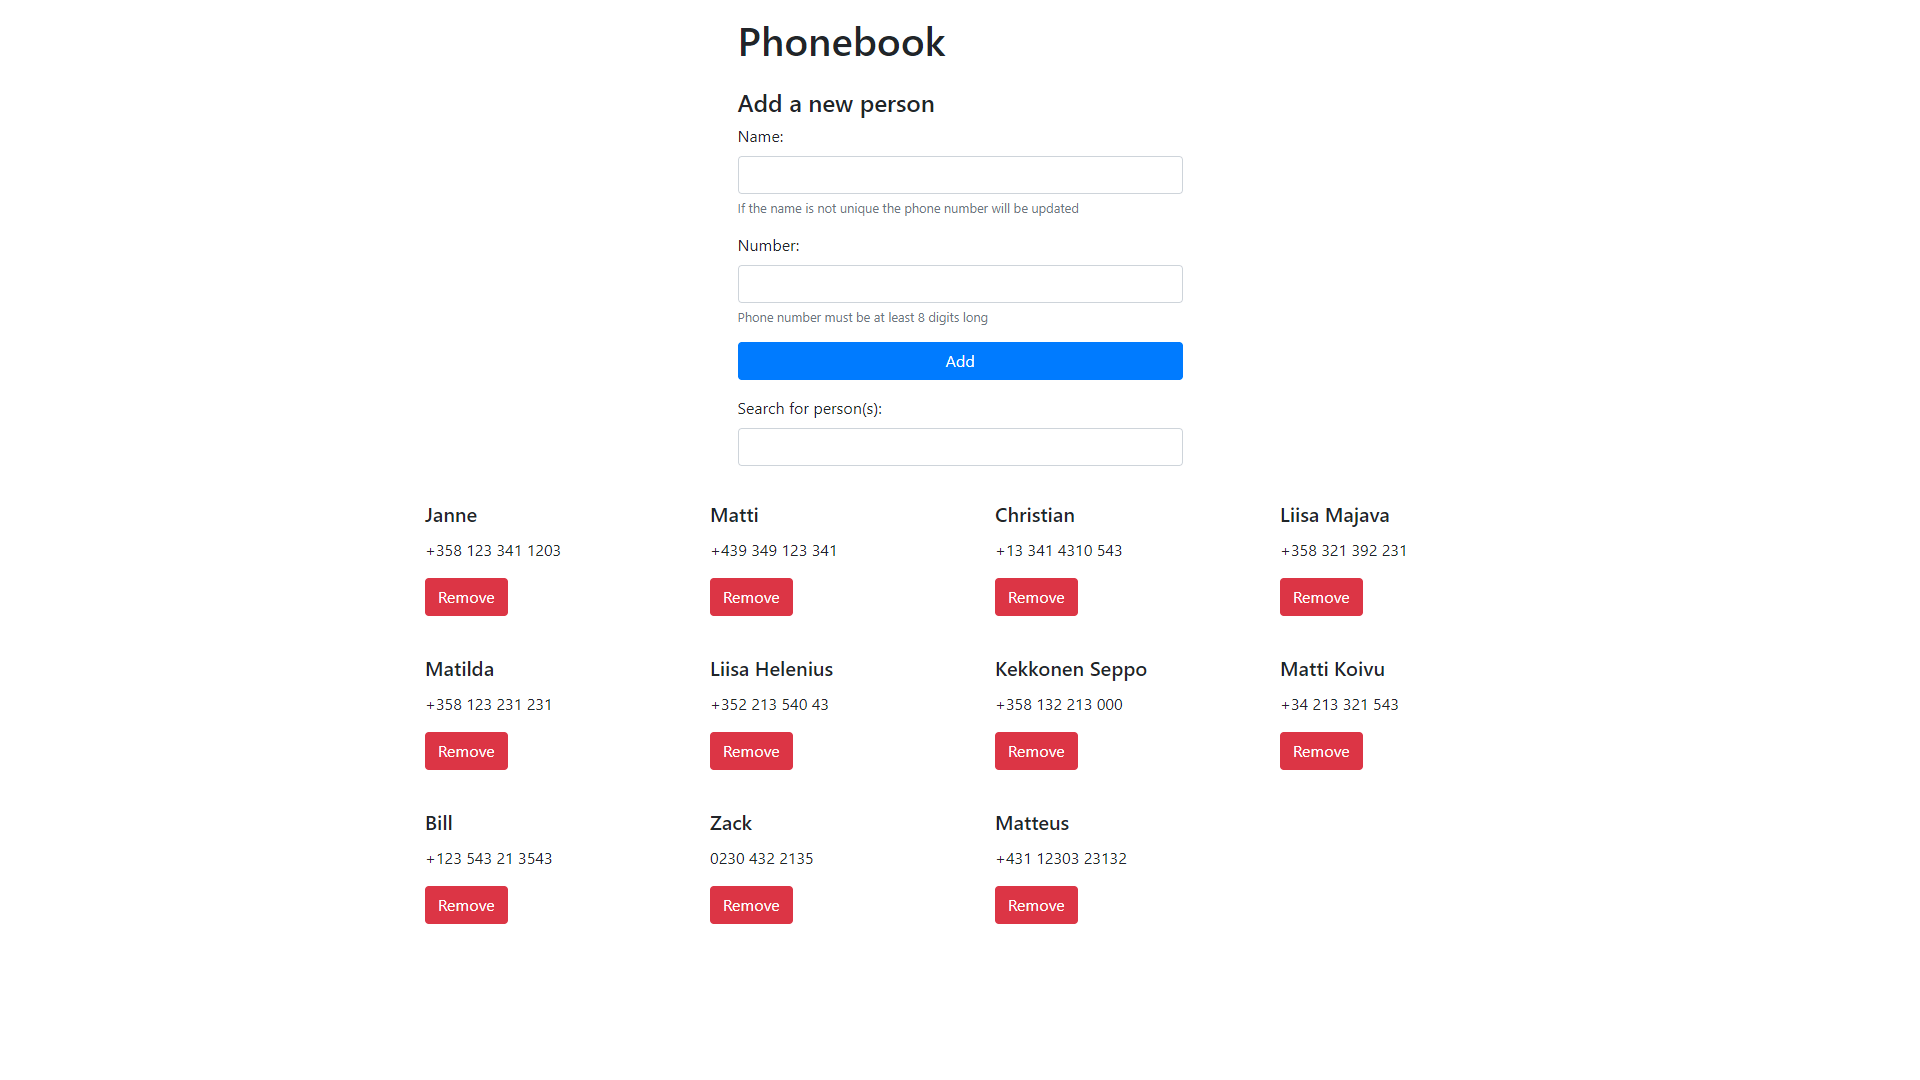 Phonebook
Add a new person
Name:
If the name is not unique the phone number will be updated
Number:
Phone number must be at least 8 digits long
Add
Search for person(s):
Janne
+358 123 341 1203
Remove
Matti
+439 349 123 341
Remove
Christian
+13 341 4310 543
Remove
Liisa Majava
+358 321 392 231
Remove
Matilda
+358 123 231 231
Remove
Liisa Helenius
+352 213 540 43
Remove
Kekkonen Seppo
+358 132 213 000
Remove
Matti Koivu
+34 213 321 543
Remove
Bill
+123 543 21 3543
Remove
Zack
0230 432 2135
Remove
Matteus
+431 12303 23132
Remove